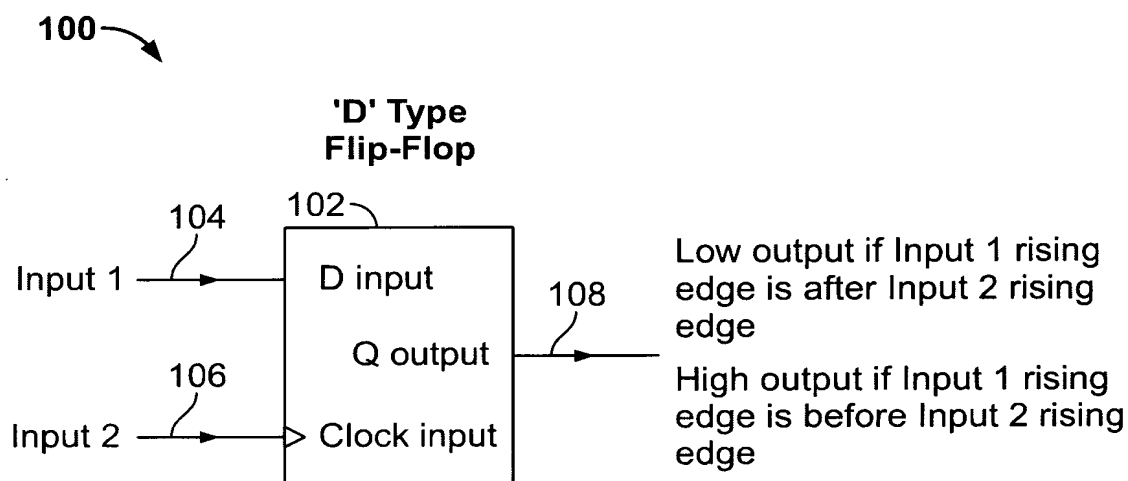 100
'D' Type
Flip-Flop
102
104
Input 1
D input
Low output if Input 1 rising
edge is after Input 2 rising
edge
108
Q output
High output if Input 1 rising
edge is before Input 2 rising
edge
106
Input 2
Clock input